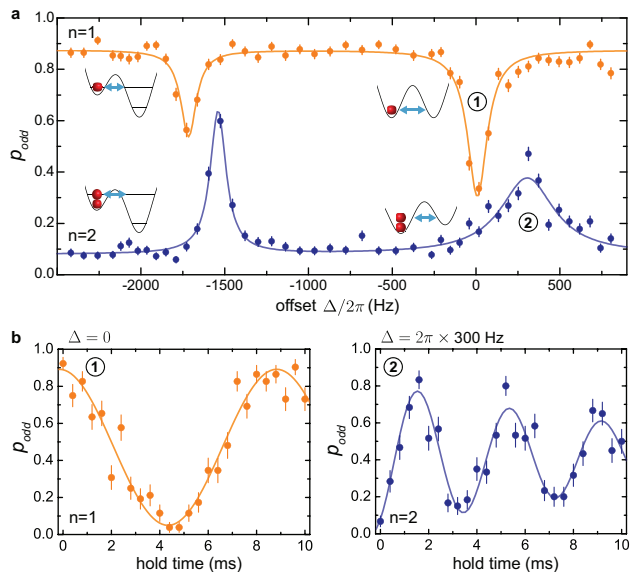 a
n=1
n=2
1
2
p_odd
1.0
0.8
0.6
0.4
0.2
0.0
-2000 -1500 -1000 -500 0 500
offset Δ/2π (Hz)
b
Δ = 0
1
n=1
p_odd
1.0
0.8
0.6
0.4
0.2
0.0
0 2 4 6 8 10
hold time (ms)
Δ = 2π × 300 Hz
2
n=2
p_odd
1.0
0.8
0.6
0.4
0.2
0.0
0 2 4 6 8 10
hold time (ms)